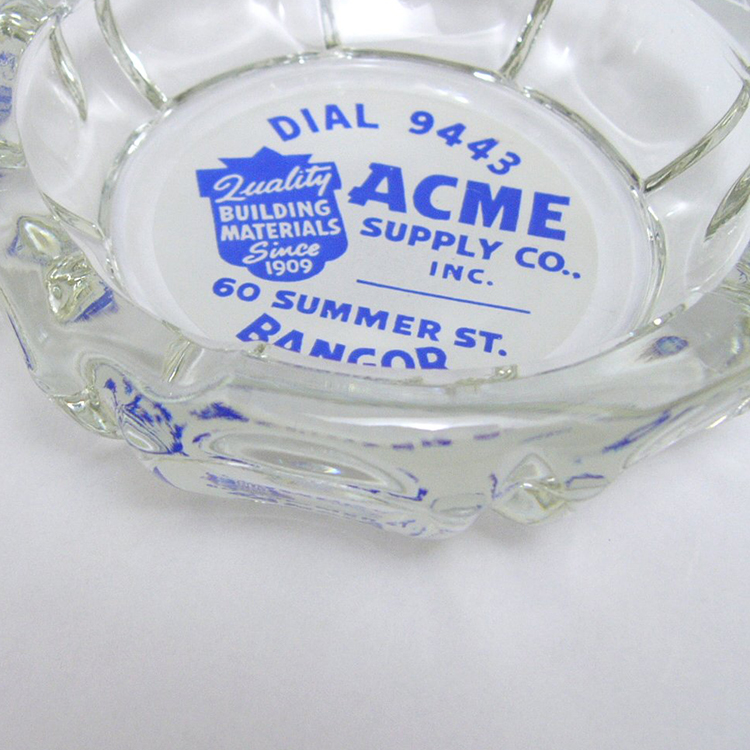 DIAL 9443
Quality
BUILDING
MATERIALS
Since
1909
ACME
SUPPLY CO.,
INC.
60 SUMMER ST.
BANGOR